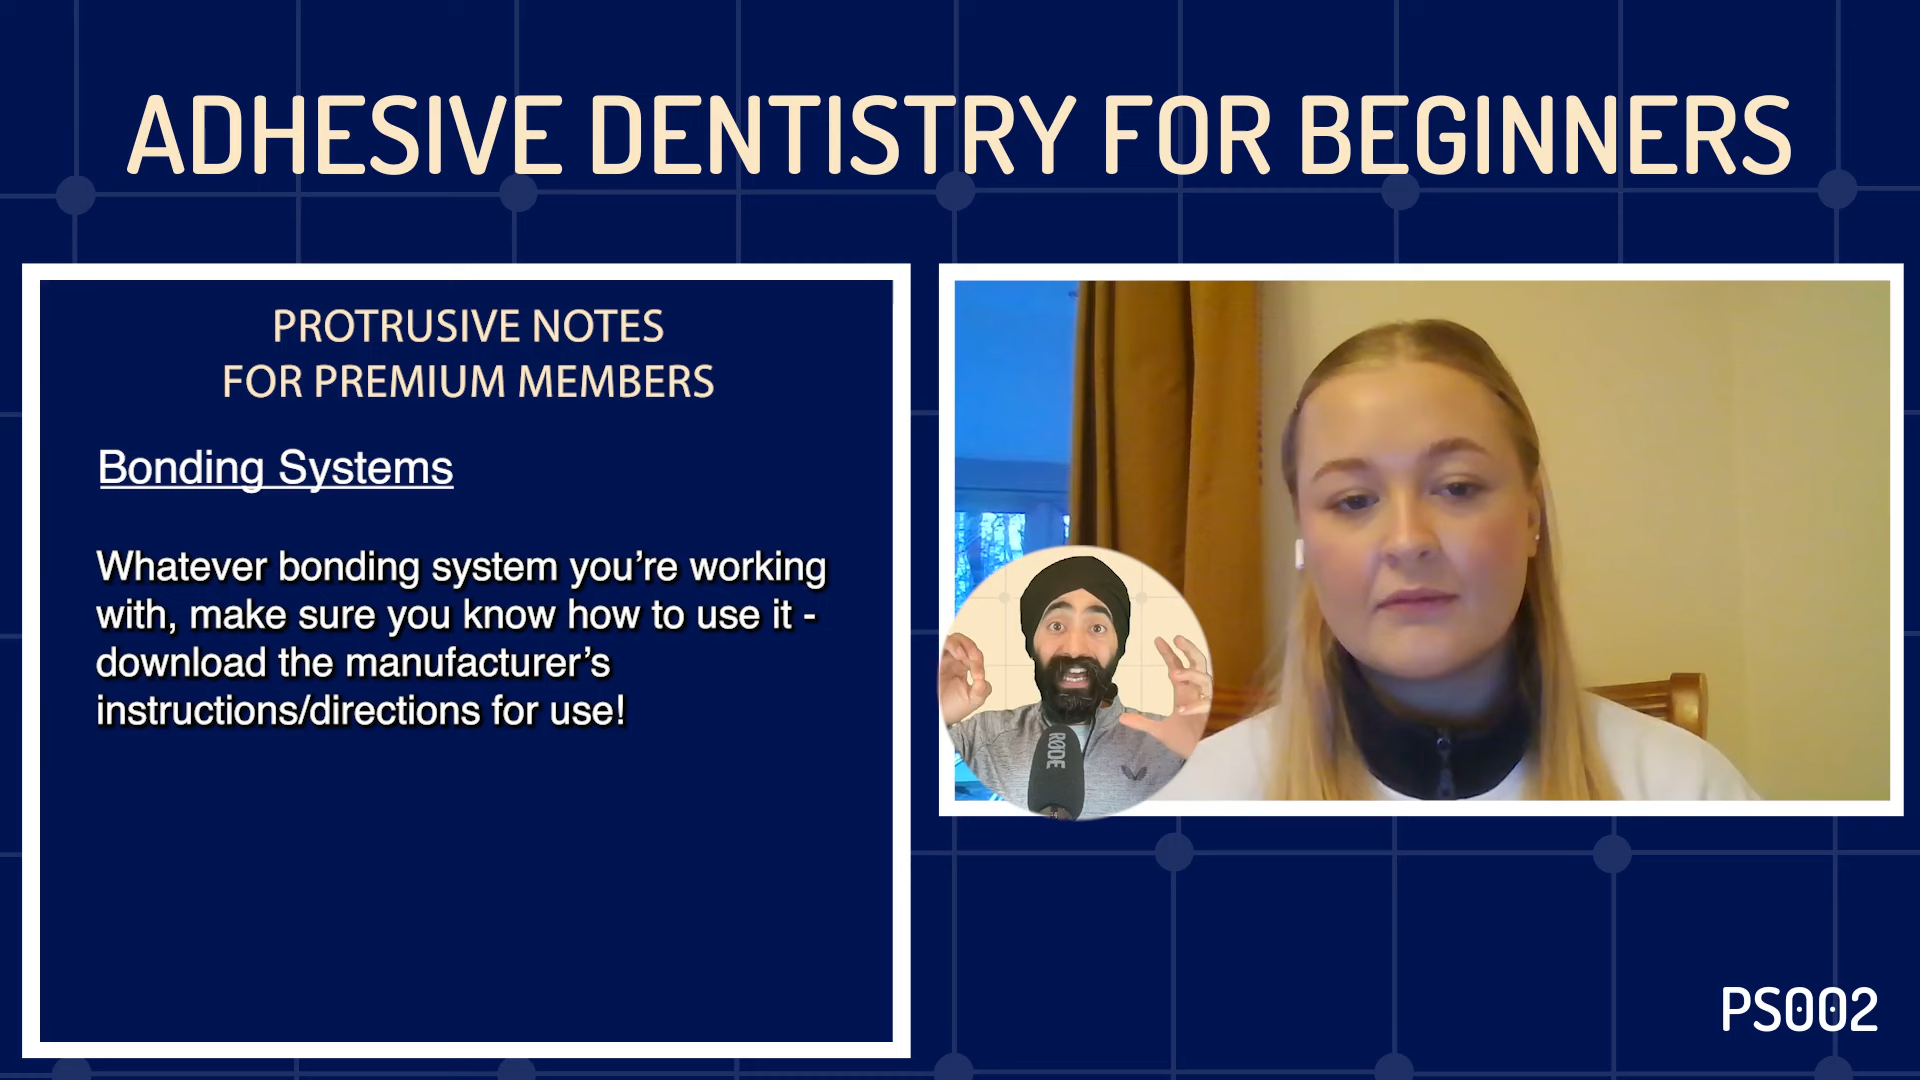 ADHESIVE DENTISTRY FOR BEGINNERS
PROTRUSIVE NOTES
FOR PREMIUM MEMBERS
Bonding Systems
Whatever bonding system you’re working
with, make sure you know how to use it -
download the manufacturer’s
instructions/directions for use!
RØDE
PS002